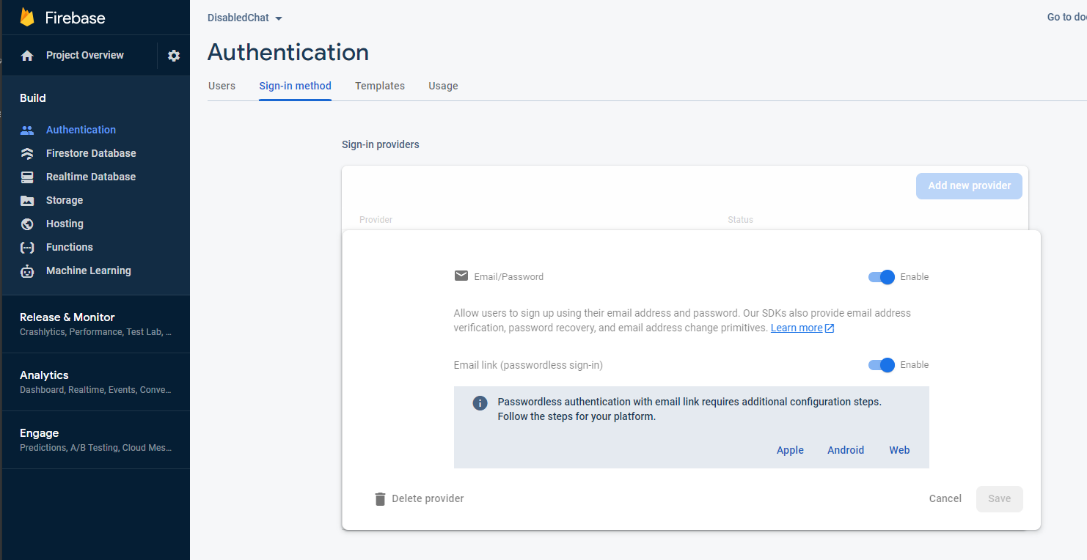 Firebase
DisabledChat
Go to do
Project Overview
Authentication
Users
Sign-in method
Templates
Usage
Build
Authentication
Firestore Database
Realtime Database
Storage
Hosting
Functions
Machine Learning
Release & Monitor
Crashlytics, Performance, Test Lab, ...
Analytics
Dashboard, Realtime, Events, Conve...
Engage
Predictions, A/B Testing, Cloud Mes...
Sign-in providers
Add new provider
Provider
Status
Email/Password
Enable
Allow users to sign up using their email address and password. Our SDKs also provide email address
verification, password recovery, and email address change primitives. Learn more
Email link (passwordless sign-in)
Enable
Passwordless authentication with email link requires additional configuration steps.
Follow the steps for your platform.
Apple
Android
Web
Delete provider
Cancel
Save